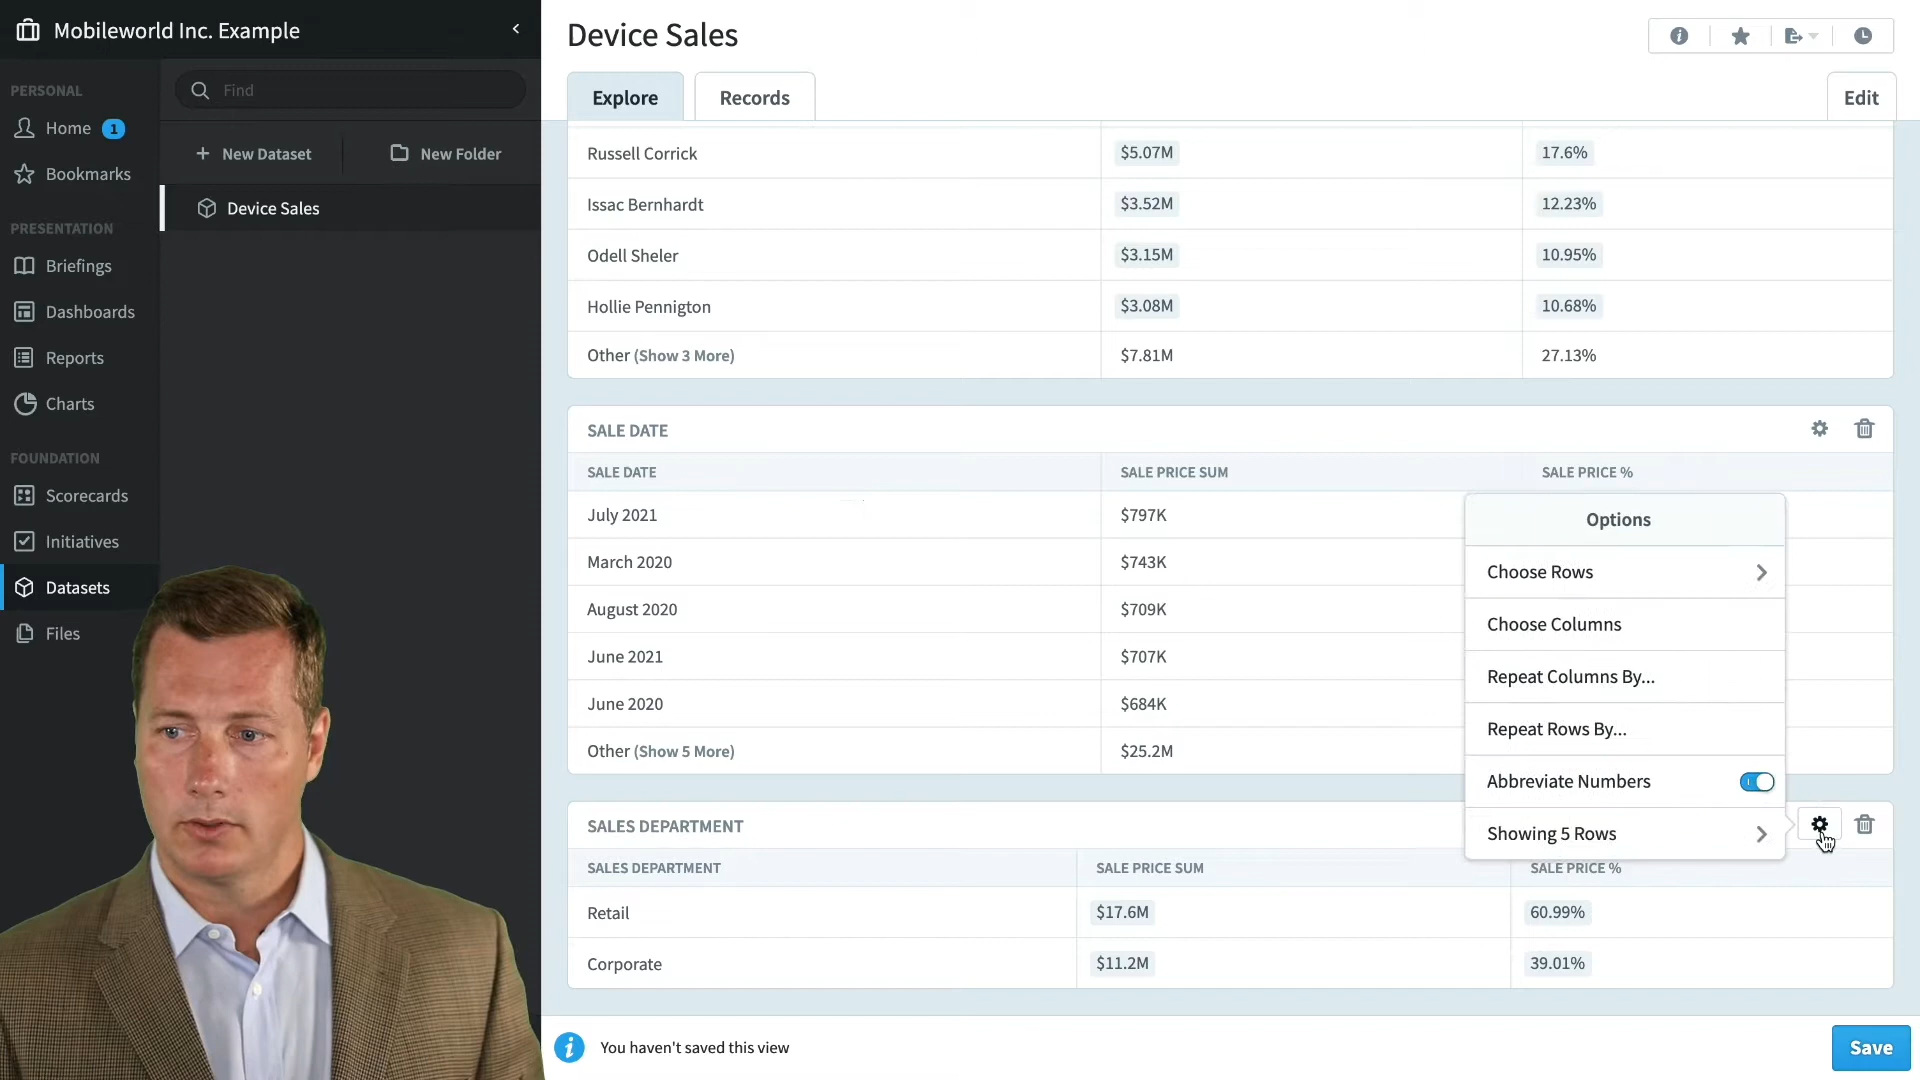 Mobileworld Inc. Example
PERSONAL
Home 1
Bookmarks
PRESENTATION
Briefings
Dashboards
Reports
Charts
FOUNDATION
Scorecards
Initiatives
Datasets
Files
Find
New Dataset
New Folder
Device Sales
Device Sales
Explore
Records
Edit
Russell Corrick $5.07M 17.6%
Issac Bernhardt $3.52M 12.23%
Odell Sheler $3.15M 10.95%
Hollie Pennigton $3.08M 10.68%
Other (Show 3 More) $7.81M 27.13%
SALE DATE
SALE DATE SALE PRICE SUM SALE PRICE %
July 2021 $797K
March 2020 $743K
August 2020 $709K
June 2021 $707K
June 2020 $684K
Other (Show 5 More) $25.2M
Options
Choose Rows
Choose Columns
Repeat Columns By...
Repeat Rows By...
Abbreviate Numbers
Showing 5 Rows
SALES DEPARTMENT
SALES DEPARTMENT SALE PRICE SUM SALE PRICE %
Retail $17.6M 60.99%
Corporate $11.2M 39.01%
You haven't saved this view
Save